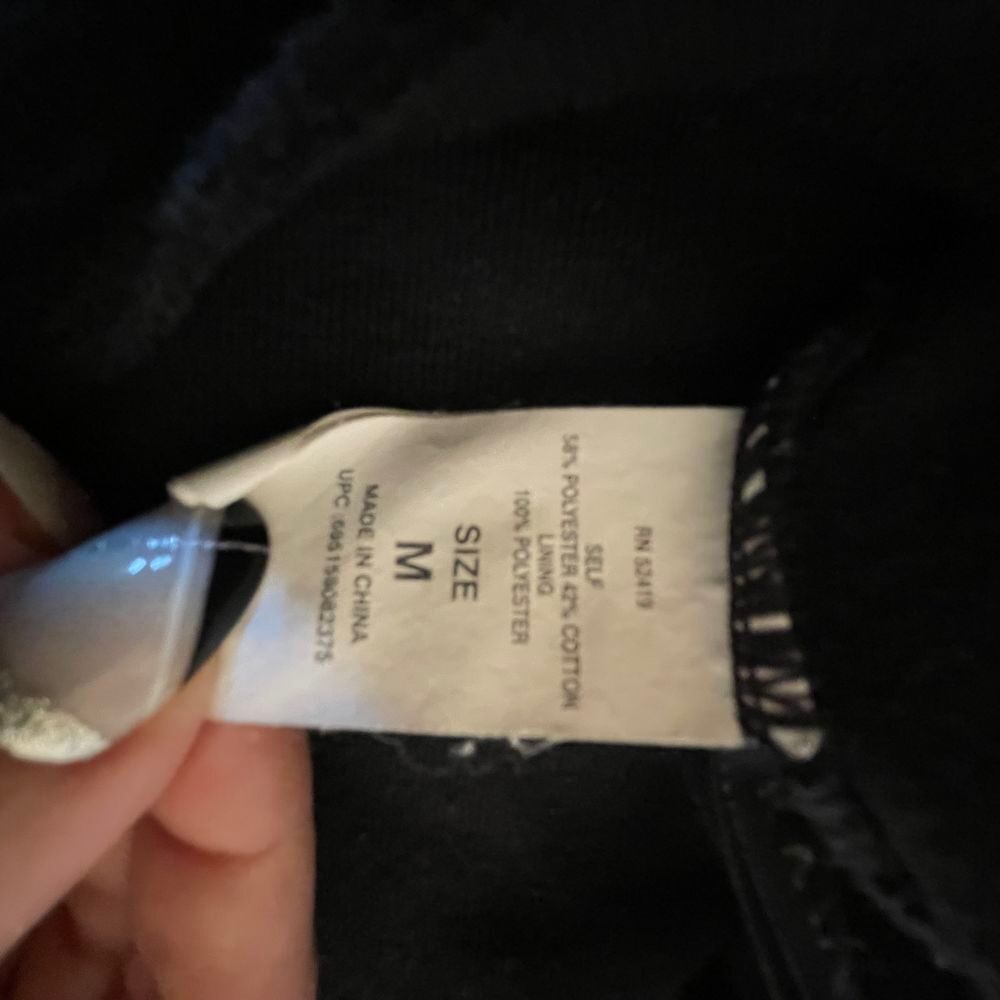 RN 52419
SELF
58% POLYESTER 42% COTTON
LINING
100% POLYESTER
SIZE
M
MADE IN CHINA
UPC